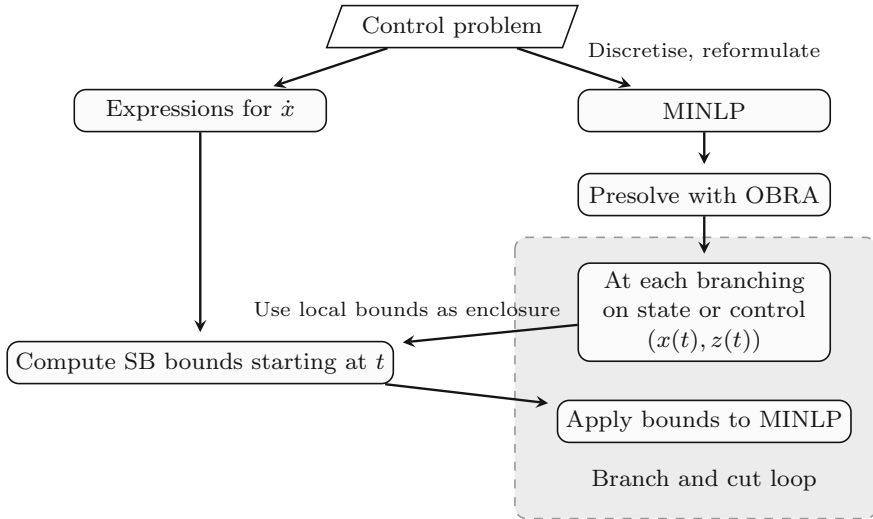 Control problem
Discretise, reformulate
Expressions for ẋ
MINLP
Presolve with OBRA
At each branching
on state or control
(x(t), z(t))
Use local bounds as enclosure
Compute SB bounds starting at t
Apply bounds to MINLP
Branch and cut loop